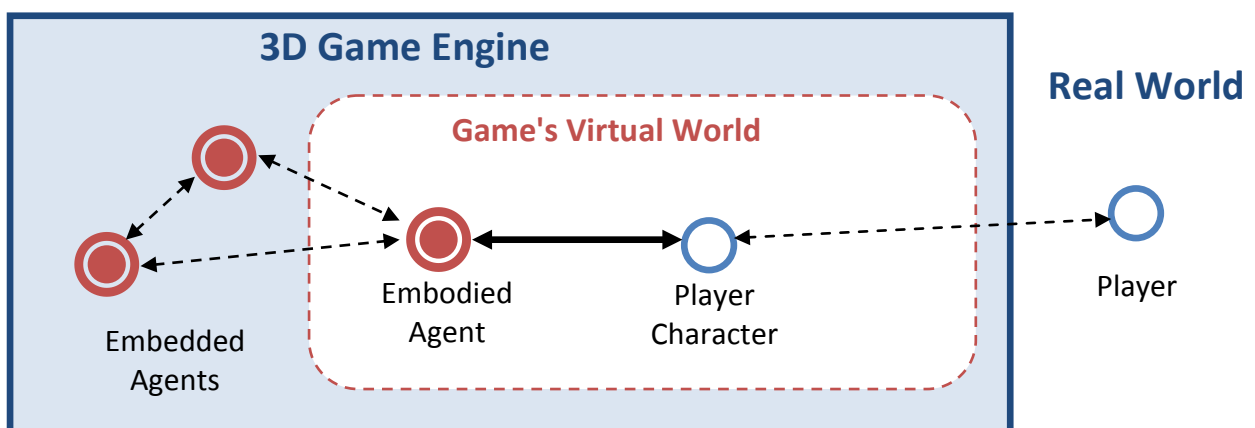 3D Game Engine
Real World
Game's Virtual World
Embodied
Agent
Player
Character
Player
Embedded
Agents